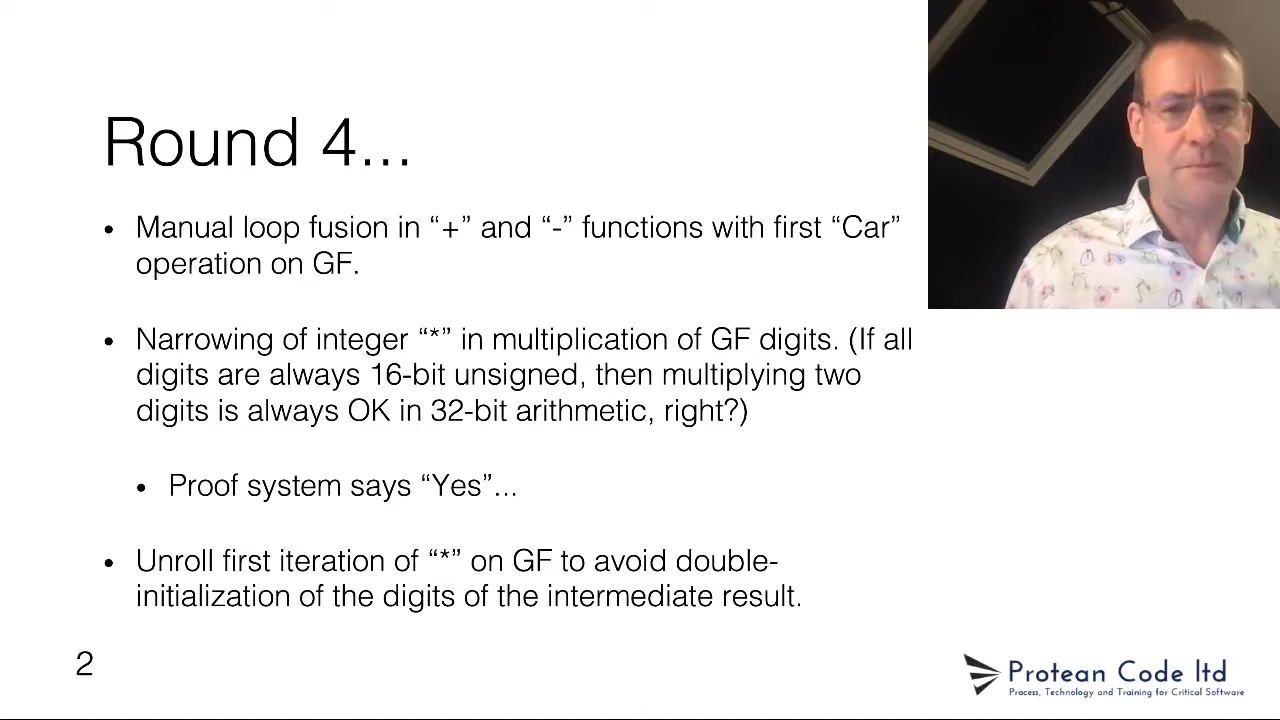 Round 4...
• Manual loop fusion in “+” and “-” functions with first “Car”
operation on GF.
• Narrowing of integer “*” in multiplication of GF digits. (If all
digits are always 16-bit unsigned, then multiplying two
digits is always OK in 32-bit arithmetic, right?)
• Proof system says “Yes”...
• Unroll first iteration of “*” on GF to avoid double-
initialization of the digits of the intermediate result.
2
Protean Code ltd
Process, Technology and Training for Critical Software